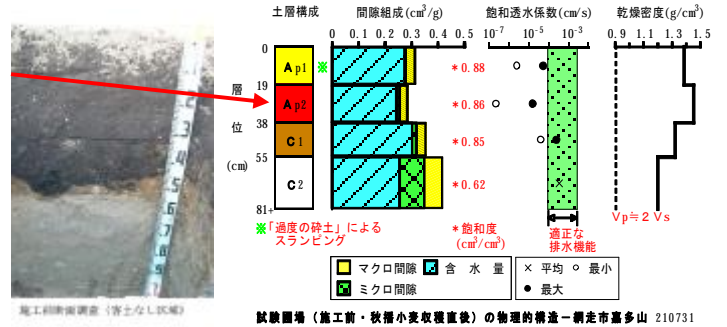 土層構成
間隙組成(cm³/g)
飽和透水係数(cm/s)
乾燥密度(g/cm³)
0 0.1 0.2 0.3 0.4 0.5
10⁻⁷ 10⁻⁵ 10⁻³
0.9 1.1 1.3 1.5
0
Ap1
※
*0.88
19
層
Ap2
*0.86
38
位
C1
*0.85
55
(cm)
C2
*0.62
81+
※「過度の砕土」による
スランピング
*飽和度
(cm³/cm³)
適正な
排水機能
Vp≒2Vs
マクロ間隙
含水量
ミクロ間隙
× 平均 ○ 最小
● 最大
施工前断面調査（客土なし区域）
試験圃場（施工前・秋播小麦収穫直後）の物理的構造－網走市嘉多山 210731